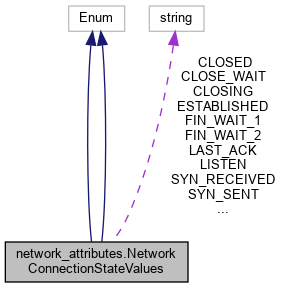 Enum
string
CLOSED
CLOSE_WAIT
CLOSING
ESTABLISHED
FIN_WAIT_1
FIN_WAIT_2
LAST_ACK
LISTEN
SYN_RECEIVED
SYN_SENT
...
network_attributes.Network
ConnectionStateValues